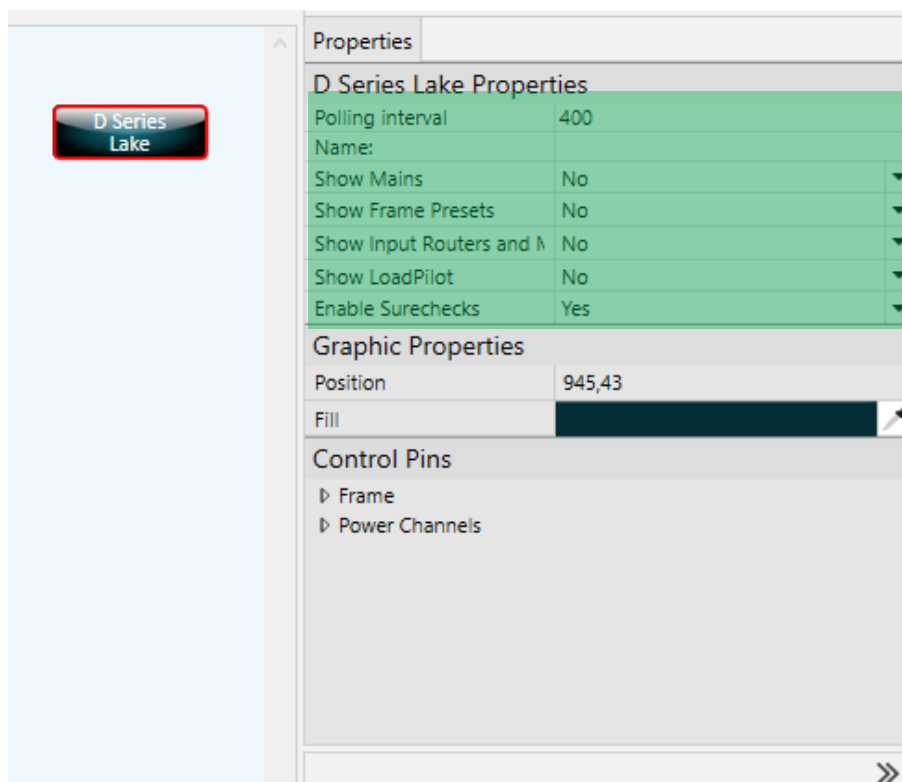 Properties
D Series Lake Properties
D Series
Lake
Polling interval 400
Name:
Show Mains No
Show Frame Presets No
Show Input Routers and No
Show LoadPilot No
Enable Surechecks Yes
Graphic Properties
Position 945,43
Fill
Control Pins
Frame
Power Channels